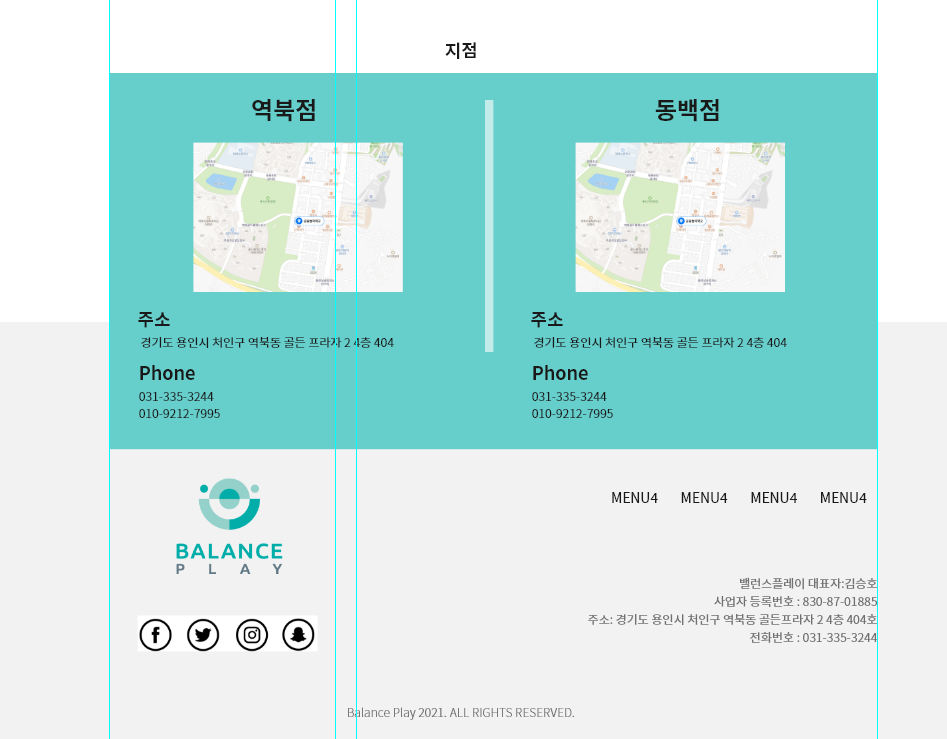 지점
역북점
주소
경기도 용인시 처인구 역북동 골든 프라자 2 4층 404
Phone
031-335-3244
010-9212-7995
동백점
주소
경기도 용인시 처인구 역북동 골든 프라자 2 4층 404
Phone
031-335-3244
010-9212-7995
BALANCE
PLAY
MENU4 MENU4 MENU4 MENU4
밸런스플레이 대표자:김승호
사업자 등록번호 : 830-87-01885
주소: 경기도 용인시 처인구 역북동 골든프라자 2 4층 404호
전화번호 : 031-335-3244
Balance Play 2021. ALL RIGHTS RESERVED.